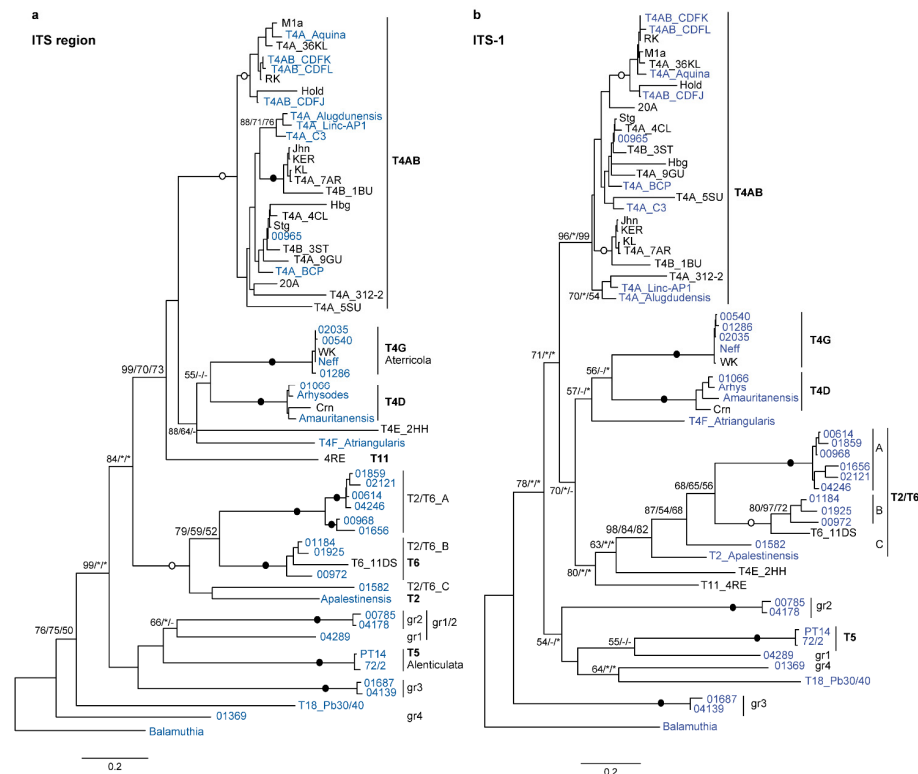 a
ITS region
M1a
T4A_Aquina
T4A_36KL
T4AB_CDFK
T4AB_CDFL
RK
Hold
T4AB_CDFJ
T4A_Alugdunensis
88/71/76
T4A_Linc-AP1
T4A_C3
Jhn
KER
KL
T4A_7AR
T4B_1BU
T4AB
Hbg
T4A_4CL
Stg
00965
T4B_3ST
T4A_9GU
T4A_BCP
20A
T4A_312-2
T4A_5SU
02035
00540
WK
Neff
01286
T4G
Aterricola
99/70/73
55/-/-
01066
Arhysodes
Crn
Amauritanensis
T4D
88/64/-
T4E_2HH
T4F_Atriangularis
4RE
T11
84/*/*
01859
02121
00614
04246
00968
01656
T2/T6_A
79/59/52
01184
01925
T6_11DS
00972
T2/T6_B
T6
99/*/*
01582
T2/T6_C
Apalestinensis
T2
76/75/50
66/*/-
00785
04178
gr2
gr1/2
04289
gr1
PT14
72/2
T5
Alenticulata
01687
04139
gr3
T18_Pb30/40
01369
gr4
Balamuthia
0.2
b
ITS-1
T4AB_CDFK
T4AB_CDFL
RK
M1a
T4A_36KL
T4A_Aquina
Hold
T4AB_CDFJ
20A
Stg
T4A_4CL
00965
T4B_3ST
Hbg
T4A_9GU
T4A_BCP
T4A_5SU
T4A_C3
T4AB
Jhn
KER
KL
T4A_7AR
T4B_1BU
96/*/99
T4A_312-2
T4A_Linc-AP1
70/*/54
T4A_Alugdudensis
00540
01286
02035
Neff
WK
T4G
71/*/*
56/-/*
57/-/*
01066
Arhys
Amauritanensis
Crn
T4D
T4F_Atriangularis
00614
01859
00968
01656
02121
04246
A
T2/T6
78/*/*
70/*/-
68/65/56
80/97/72
01184
01925
00972
B
87/54/68
T6_11DS
98/84/82
01582
C
63/*/*
T2_Apalestinensis
80/*/*
T4E_2HH
T11_4RE
00785
04178
gr2
54/-/*
55/-/-
PT14
72/2
T5
04289
gr1
64/*/*
01369
gr4
T18_Pb30/40
01687
04139
gr3
Balamuthia
0.2